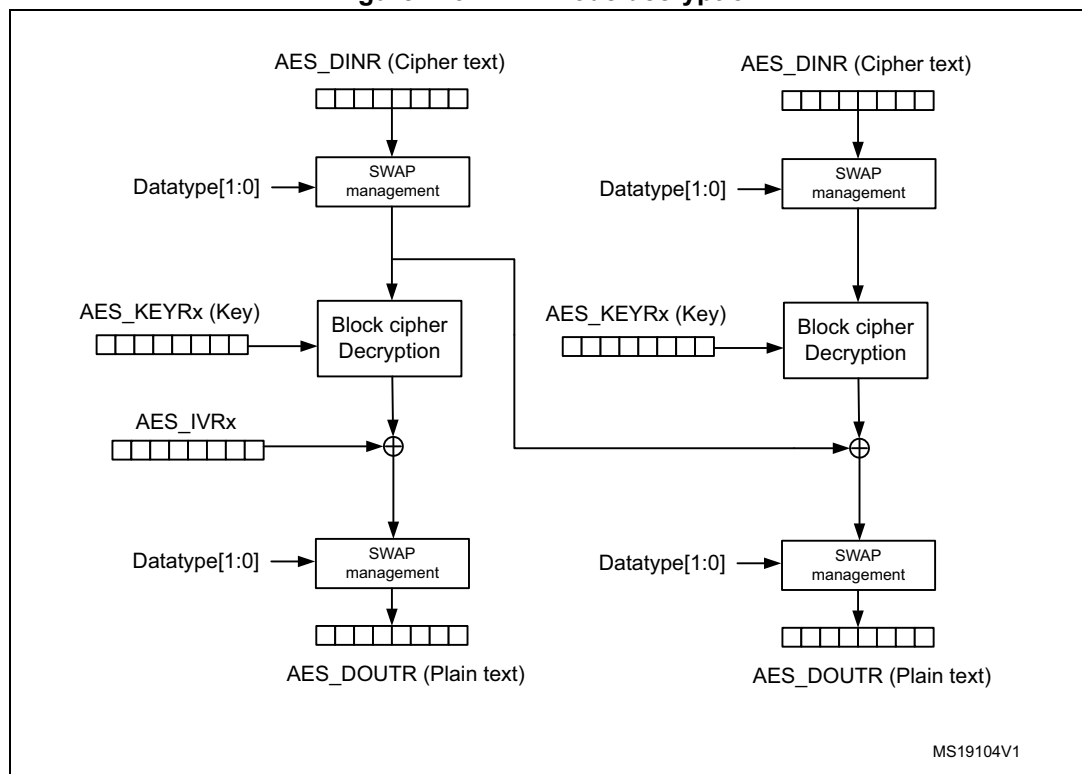 AES_DINR (Cipher text)
AES_DINR (Cipher text)
SWAP
management
Datatype[1:0]
SWAP
management
Datatype[1:0]
AES_KEYRx (Key)
Block cipher
Decryption
AES_KEYRx (Key)
Block cipher
Decryption
AES_IVRx
SWAP
management
Datatype[1:0]
SWAP
management
Datatype[1:0]
AES_DOUTR (Plain text)
AES_DOUTR (Plain text)
MS19104V1